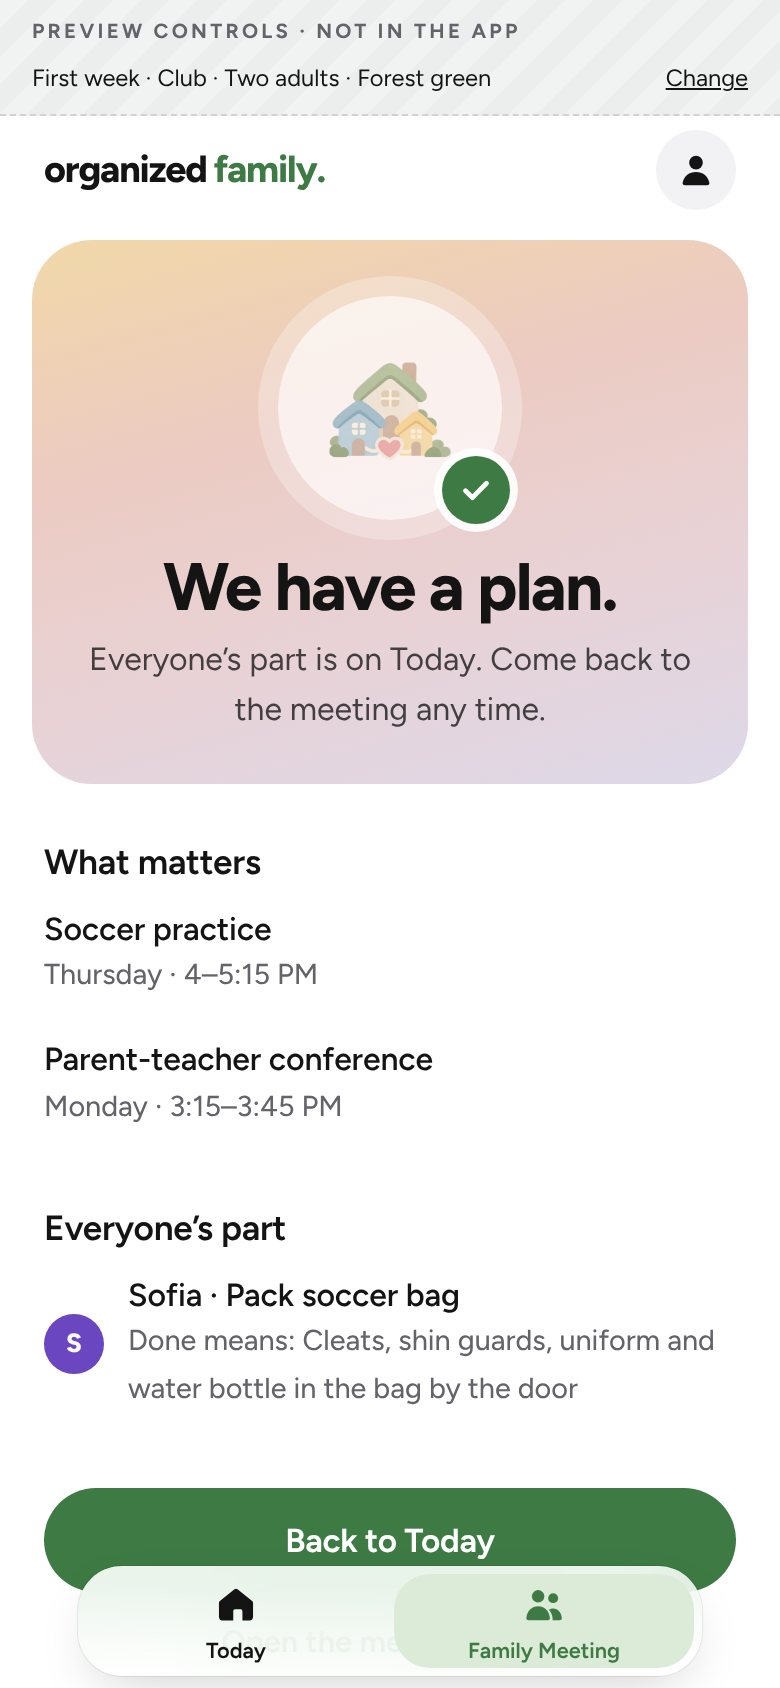 PREVIEW CONTROLS · NOT IN THE APP
First week · Club · Two adults · Forest green Change
organized family.
We have a plan.
Everyone’s part is on Today. Come back to
the meeting any time.
What matters
Soccer practice
Thursday · 4–5:15 PM
Parent-teacher conference
Monday · 3:15–3:45 PM
Everyone’s part
Sofia · Pack soccer bag
S
Done means: Cleats, shin guards, uniform and
water bottle in the bag by the door
Back to Today
Open the
Today Family Meeting